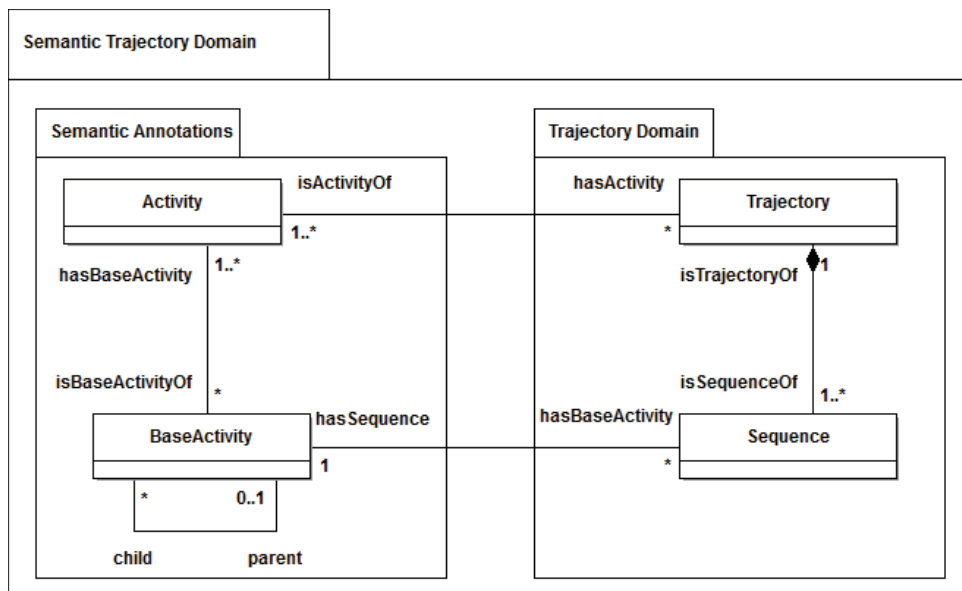 Semantic Trajectory Domain
Semantic Annotations
Trajectory Domain
isActivityOf
hasActivity
Activity
Trajectory
1..*
*
hasBaseActivity
1..*
isTrajectoryOf
1
isBaseActivityOf
*
isSequenceOf
1..*
BaseActivity
hasSequence
hasBaseActivity
Sequence
1
*
*
0..1
child
parent